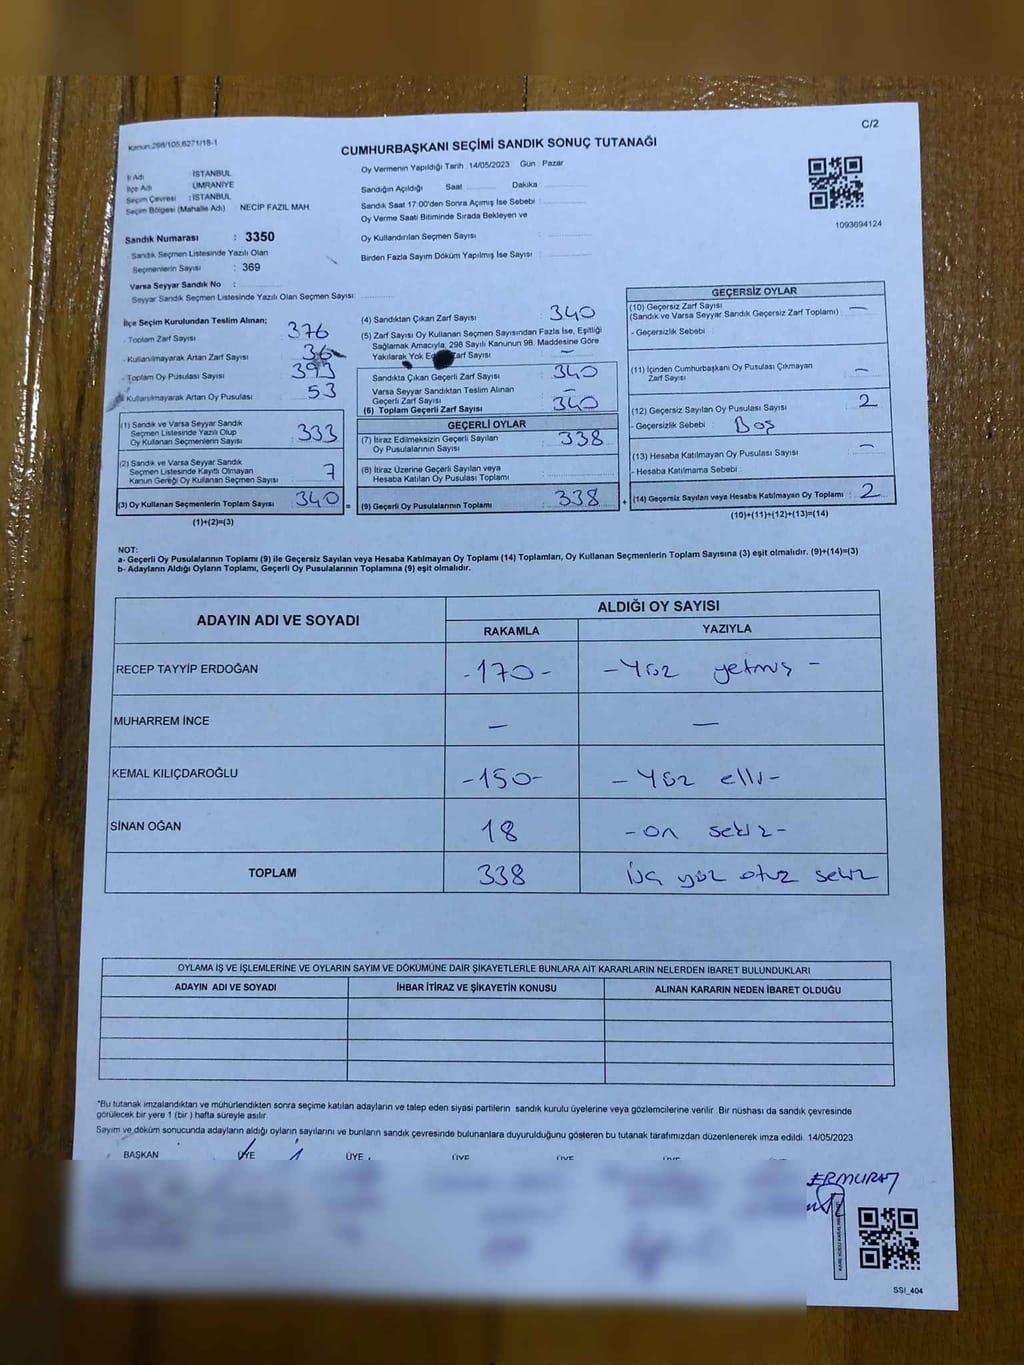 C/2
Kanun:298/105,6271/18-1
CUMHURBAŞKANI SEÇİMİ SANDIK SONUÇ TUTANAĞI
İl Adı : İSTANBUL
İlçe Adı : ÜMRANİYE
Seçim Çevresi : İSTANBUL
Seçim Bölgesi (Mahalle Adı) NECİP FAZIL MAH
Oy Vermenin Yapıldığı Tarih : 14/05/2023 Gün : Pazar
Sandığın Açıldığı Saat Dakika
Sandık Saat 17:00'den Sonra Açımış İse Sebebi :
Oy Verme Saati Bitiminde Sırada Bekleyen ve
Oy Kullandırılan Seçmen Sayısı :
Birden Fazla Sayım Döküm Yapılmış İse Sayısı :
1093694124
Sandık Numarası : 3350
Sandık Seçmen Listesinde Yazılı Olan
Seçmenlerin Sayısı : 369
Varsa Seyyar Sandık No :
Seyyar Sandık Seçmen Listesinde Yazılı Olan Seçmen Sayısı :
İlçe Seçim Kurulundan Teslim Alınan;
- Toplam Zarf Sayısı 376
- Kullanılmayarak Artan Zarf Sayısı 36
- Toplam Oy Pusulası Sayısı 393
- Kullanılmayarak Artan Oy Pusulası 53
(1) Sandık ve Varsa Seyyar Sandık
Seçmen Listesinde Yazılı Olup
Oy Kullanan Seçmenlerin Sayısı : 333
(2) Sandık ve Varsa Seyyar Sandık
Seçmen Listesinde Kayıtlı Olmayan
Kanun Gereği Oy Kullanan Seçmen Sayısı : 7
(3) Oy Kullanan Seçmenlerin Toplam Sayısı : 340
(1)+(2)=(3)
(4) Sandıktan Çıkan Zarf Sayısı : 340
(5) Zarf Sayısı Oy Kullanan Seçmen Sayısından Fazla İse, Eşitliği
Sağlamak Amacıyla; 298 Sayılı Kanunun 98. Maddesine Göre
Yakılarak Yok Zarf Sayısı : —
Sandıkta Çıkan Geçerli Zarf Sayısı : 340
Varsa Seyyar Sandıktan Teslim Alınan
Geçerli Zarf Sayısı : —
(6) Toplam Geçerli Zarf Sayısı : 340
GEÇERLİ OYLAR
(7) İtiraz Edilmeksizin Geçerli Sayılan
Oy Pusulalarının Sayısı : 338
(8) İtiraz Üzerine Geçerli Sayılan veya
Hesaba Katılan Oy Pusulası Toplamı :
= (9) Geçerli Oy Pusulalarının Toplamı : 338 +
GEÇERSİZ OYLAR
(10) Geçersiz Zarf Sayısı
(Sandık ve Varsa Seyyar Sandık Geçersiz Zarf Toplamı) : —
- Geçersizlik Sebebi
(11) İçinden Cumhurbaşkanı Oy Pusulası Çıkmayan
Zarf Sayısı : —
(12) Geçersiz Sayılan Oy Pusulası Sayısı : 2
- Geçersizlik Sebebi Boş
(13) Hesaba Katılmayan Oy Pusulası Sayısı : —
- Hesaba Katılmama Sebebi
(14) Geçersiz Sayılan veya Hesaba Katılmayan Oy Toplamı : 2
(10)+(11)+(12)+(13)=(14)
NOT:
a- Geçerli Oy Pusulalarının Toplamı (9) ile Geçersiz Sayılan veya Hesaba Katılmayan Oy Toplamı (14) Toplamları, Oy Kullanan Seçmenlerin Toplam Sayısına (3) eşit olmalıdır. (9)+(14)=(3)
b- Adayların Aldığı Oyların Toplamı, Geçerli Oy Pusulalarının Toplamına (9) eşit olmalıdır.
ADAYIN ADI VE SOYADI ALDIĞI OY SAYISI
RAKAMLA YAZIYLA
RECEP TAYYİP ERDOĞAN -170- -Yüz yetmiş -
MUHARREM İNCE — —
KEMAL KILIÇDAROĞLU -150- -Yüz elli-
SİNAN OĞAN 18 -on sekiz-
TOPLAM 338 üç yüz otuz sekiz
OYLAMA İŞ VE İŞLEMLERİNE VE OYLARIN SAYIM VE DÖKÜMÜNE DAİR ŞİKAYETLERLE BUNLARA AİT KARARLARIN NELERDEN İBARET BULUNDUKLARI
ADAYIN ADI VE SOYADI İHBAR İTİRAZ VE ŞİKAYETİN KONUSU ALINAN KARARIN NEDEN İBARET OLDUĞU
*Bu tutanak imzalandıktan ve mühürlendikten sonra seçime katılan adayların ve talep eden siyasi partilerin sandık kurulu üyelerine veya gözlemcilerine verilir. Bir nüshası da sandık çevresinde
görülecek bir yere 1 (bir ) hafta süreyle asılır.
Sayım ve döküm sonucunda adayların aldığı oyların sayılarını ve bunların sandık çevresinde bulunanlara duyurulduğunu gösteren bu tutanak tarafımızdan düzenlenerek imza edildi. 14/05/2023
BAŞKAN ÜYE ÜYE ÜYE ÜYE ÜYE
SSI_404